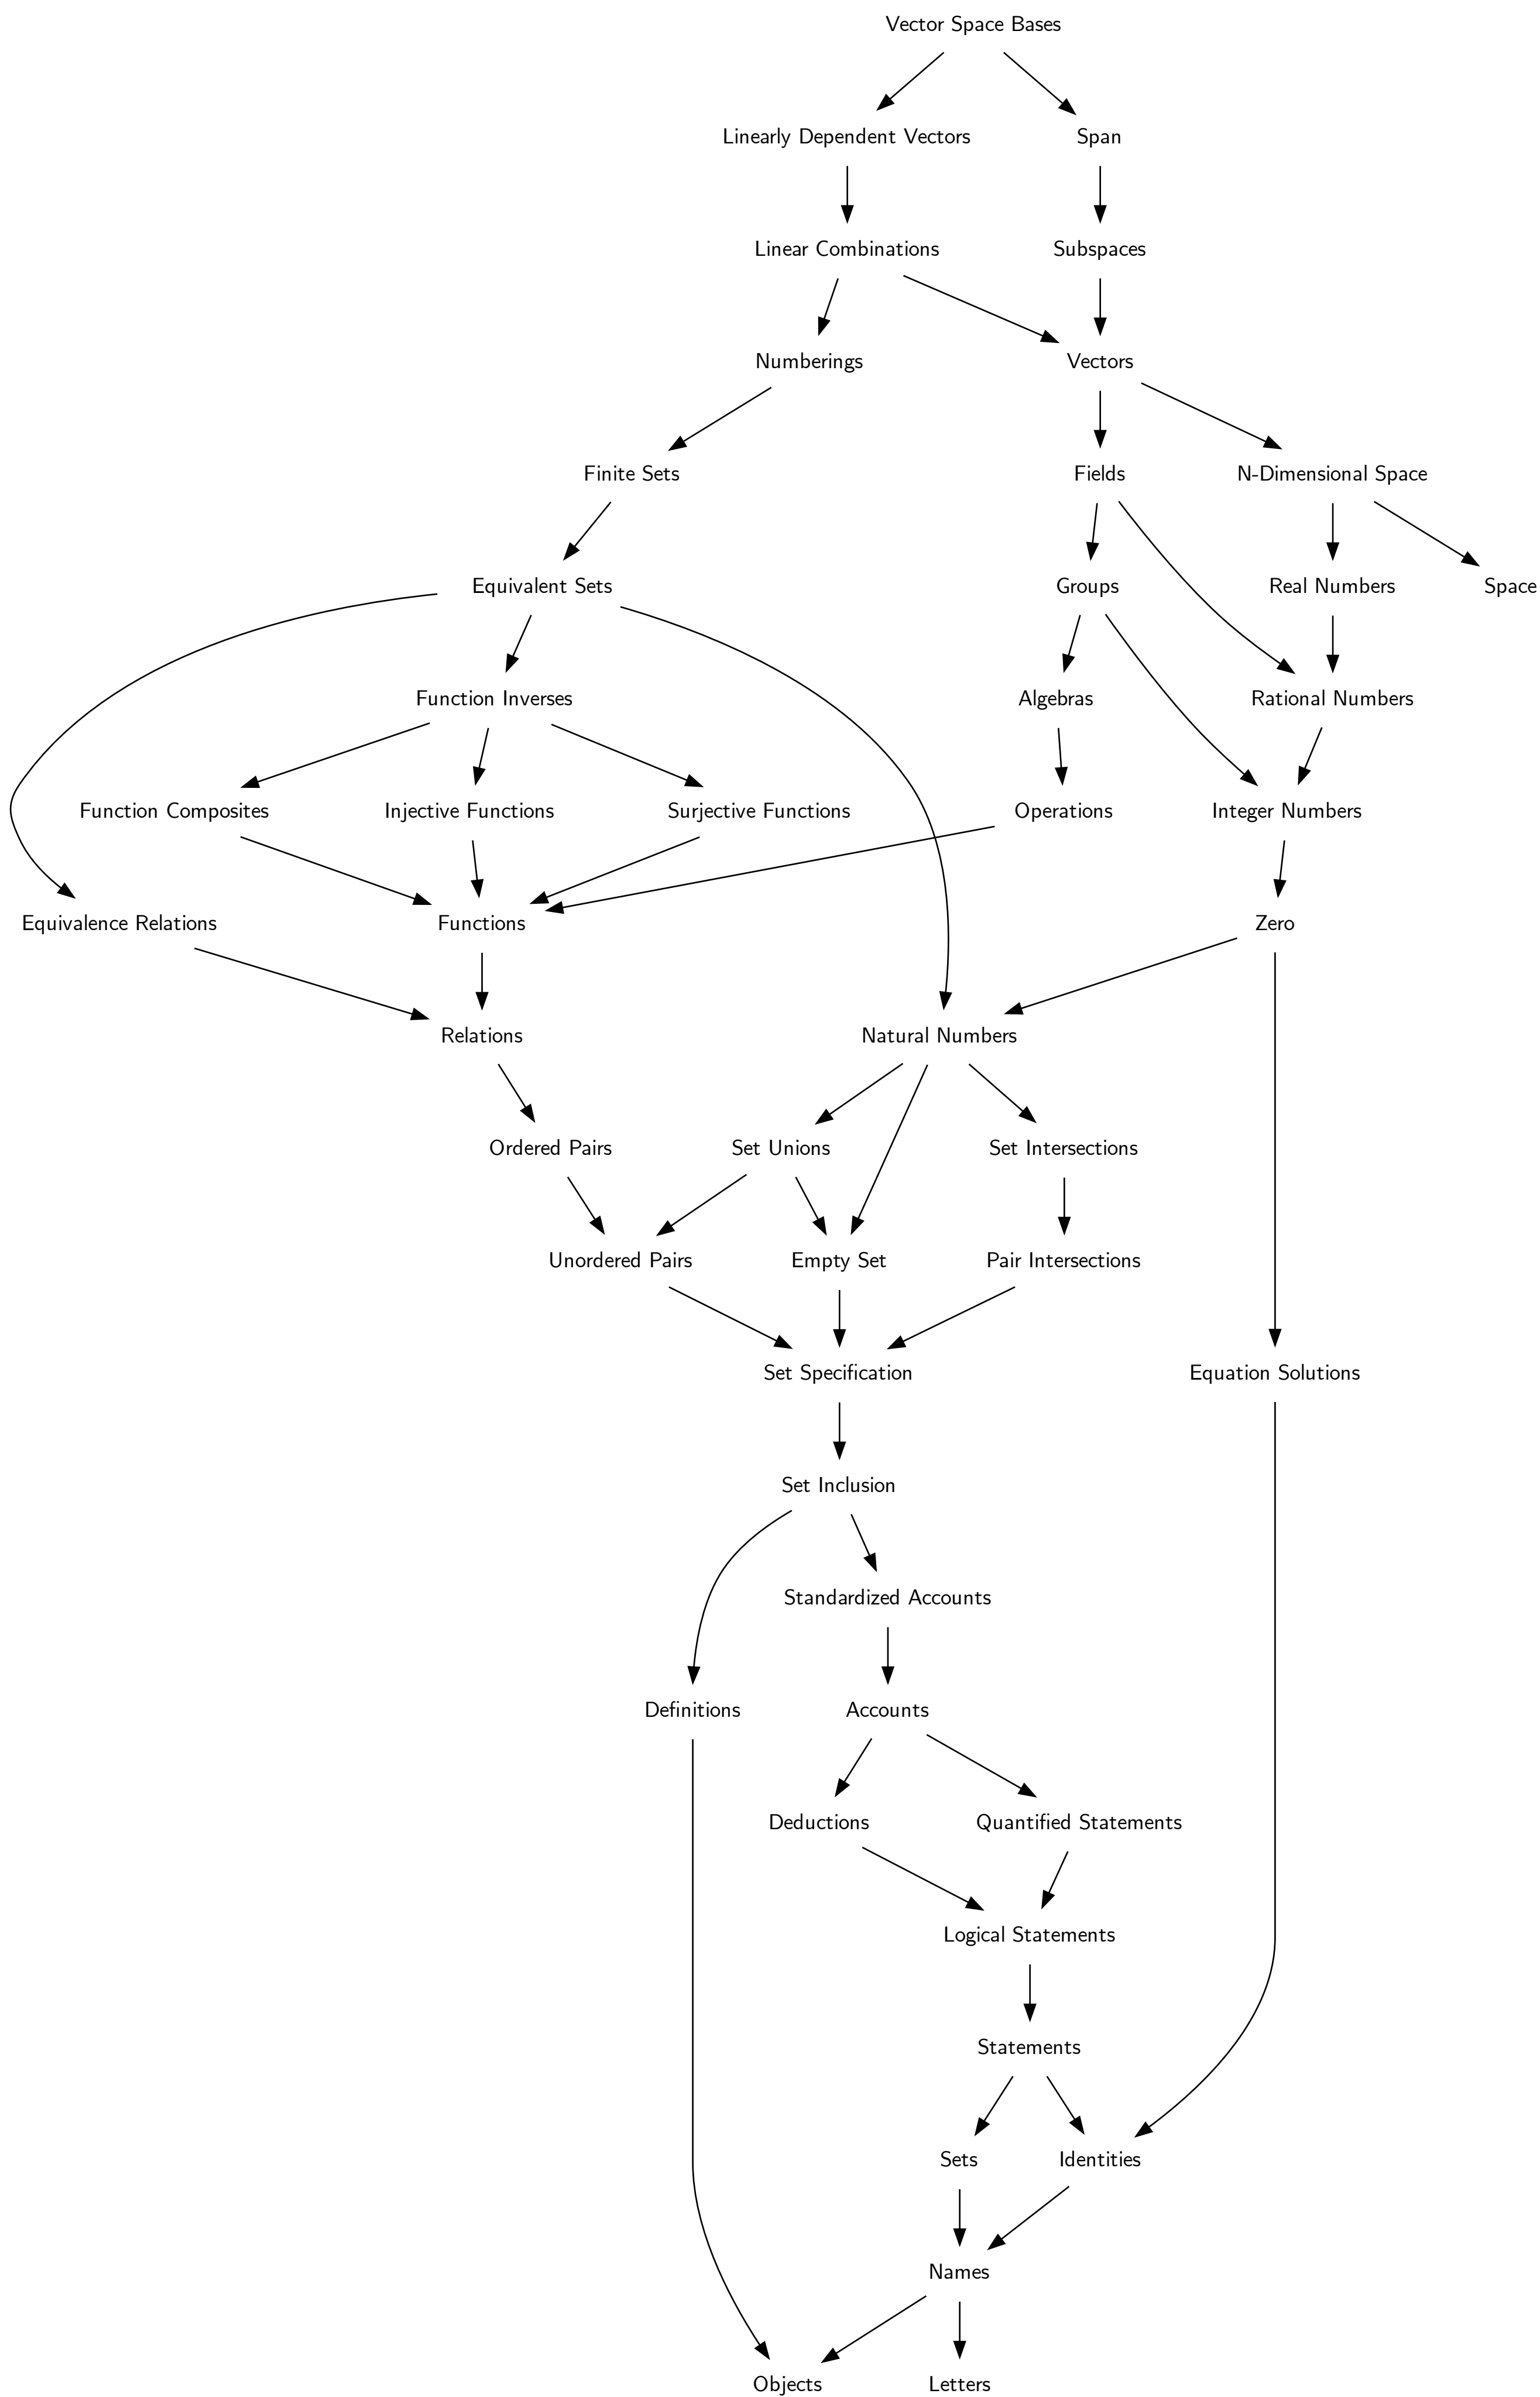 Vector Space Bases
Linearly Dependent Vectors
Span
Linear Combinations
Subspaces
Numberings
Vectors
Finite Sets
Fields
N-Dimensional Space
Equivalent Sets
Groups
Real Numbers
Space
Function Inverses
Algebras
Rational Numbers
Function Composites
Injective Functions
Surjective Functions
Operations
Integer Numbers
Equivalence Relations
Functions
Zero
Relations
Natural Numbers
Ordered Pairs
Set Unions
Set Intersections
Unordered Pairs
Empty Set
Pair Intersections
Set Specification
Equation Solutions
Set Inclusion
Standardized Accounts
Definitions
Accounts
Deductions
Quantified Statements
Logical Statements
Statements
Sets
Identities
Names
Objects
Letters